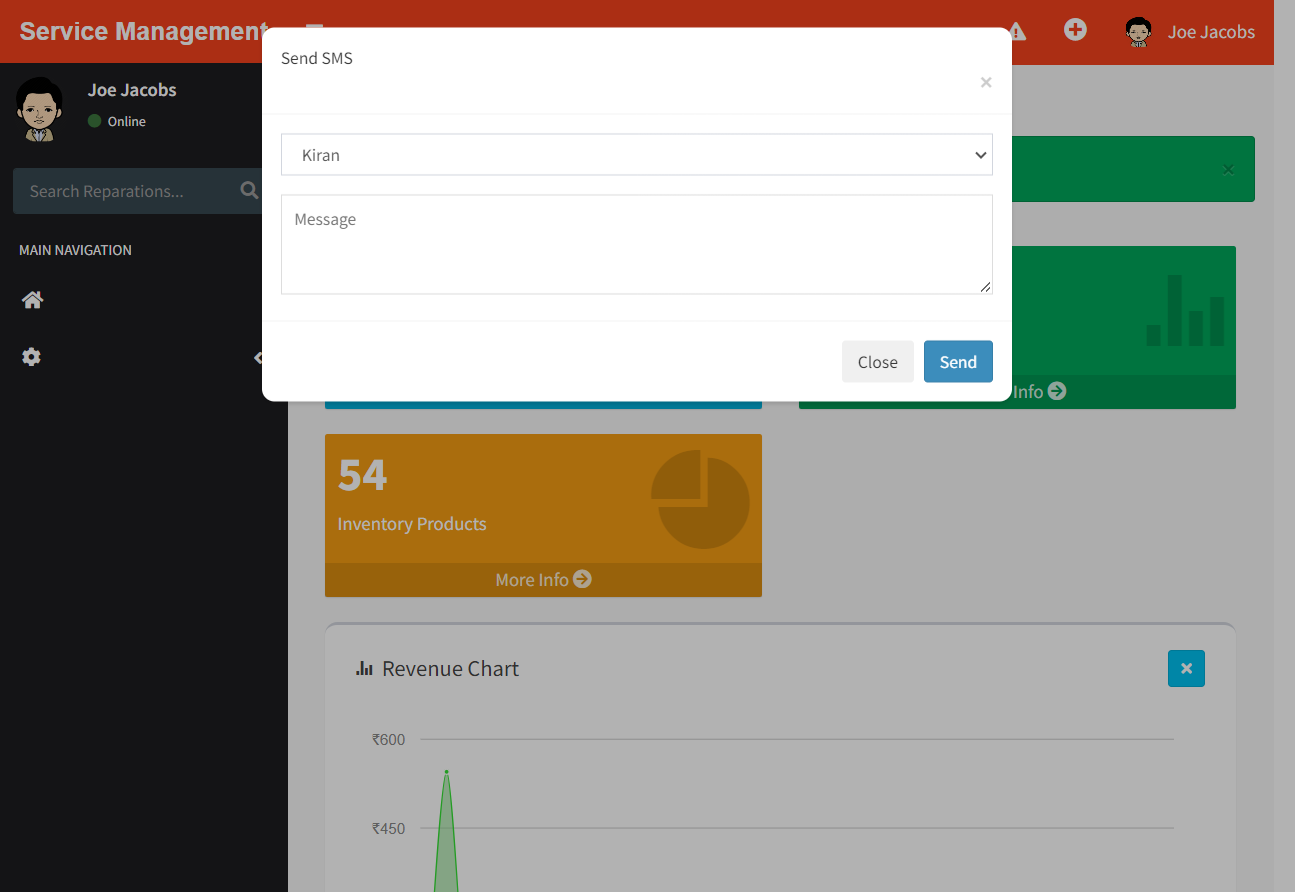 Service Management
Joe Jacobs
Joe Jacobs
Online
Search Reparations...
MAIN NAVIGATION
Send SMS
×
Kiran
Message
Close
Send
×
Info
54
Inventory Products
More Info
Revenue Chart
₹600
₹450